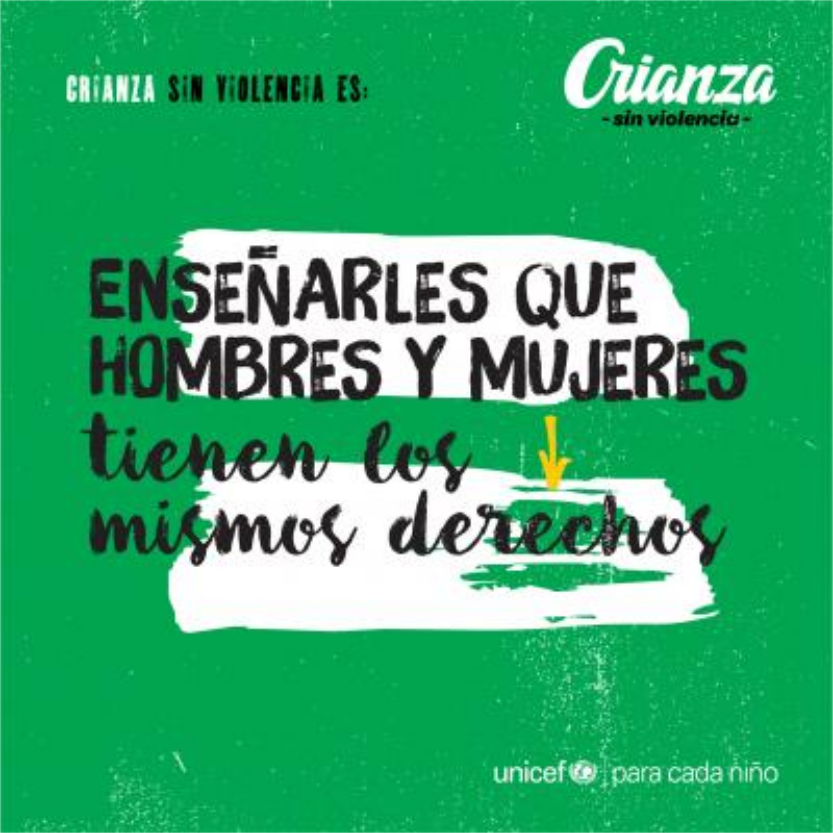 CRIANZA SIN VIOLENCIA ES:
Crianza
- sin violencia -
ENSEÑARLES QUE
HOMBRES Y MUJERES
tienen los
mismos derechos
unicef | para cada niño